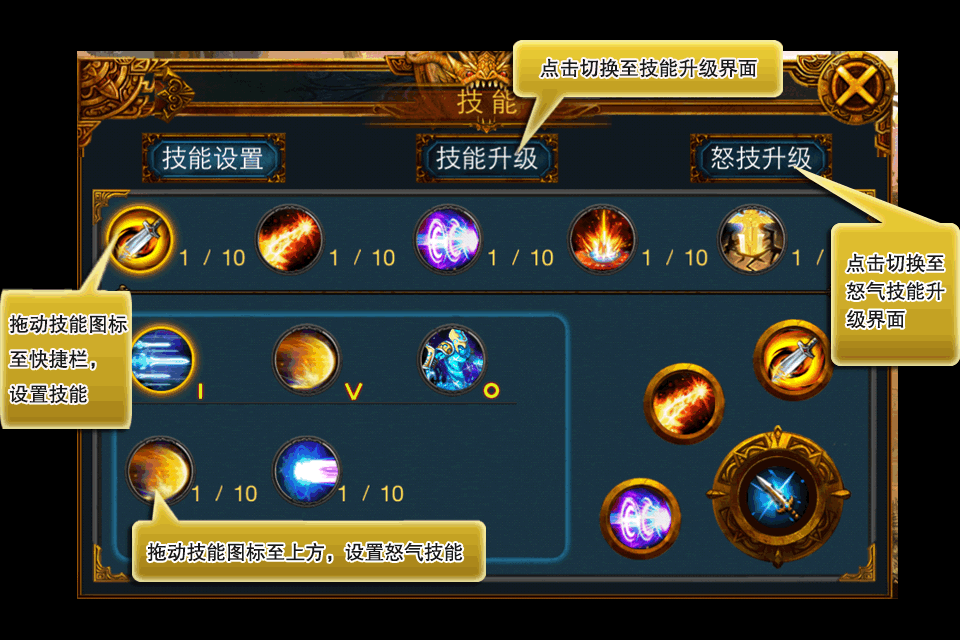 点击切换至技能升级界面
技能
技能设置
技能升级
怒技升级
1 / 10
1 / 10
1 / 10
1 / 10
1 /
点击切换至
怒气技能升
级界面
拖动技能图标
至快捷栏，
设置技能
I
V
O
1 / 10
1 / 10
拖动技能图标至上方，设置怒气技能